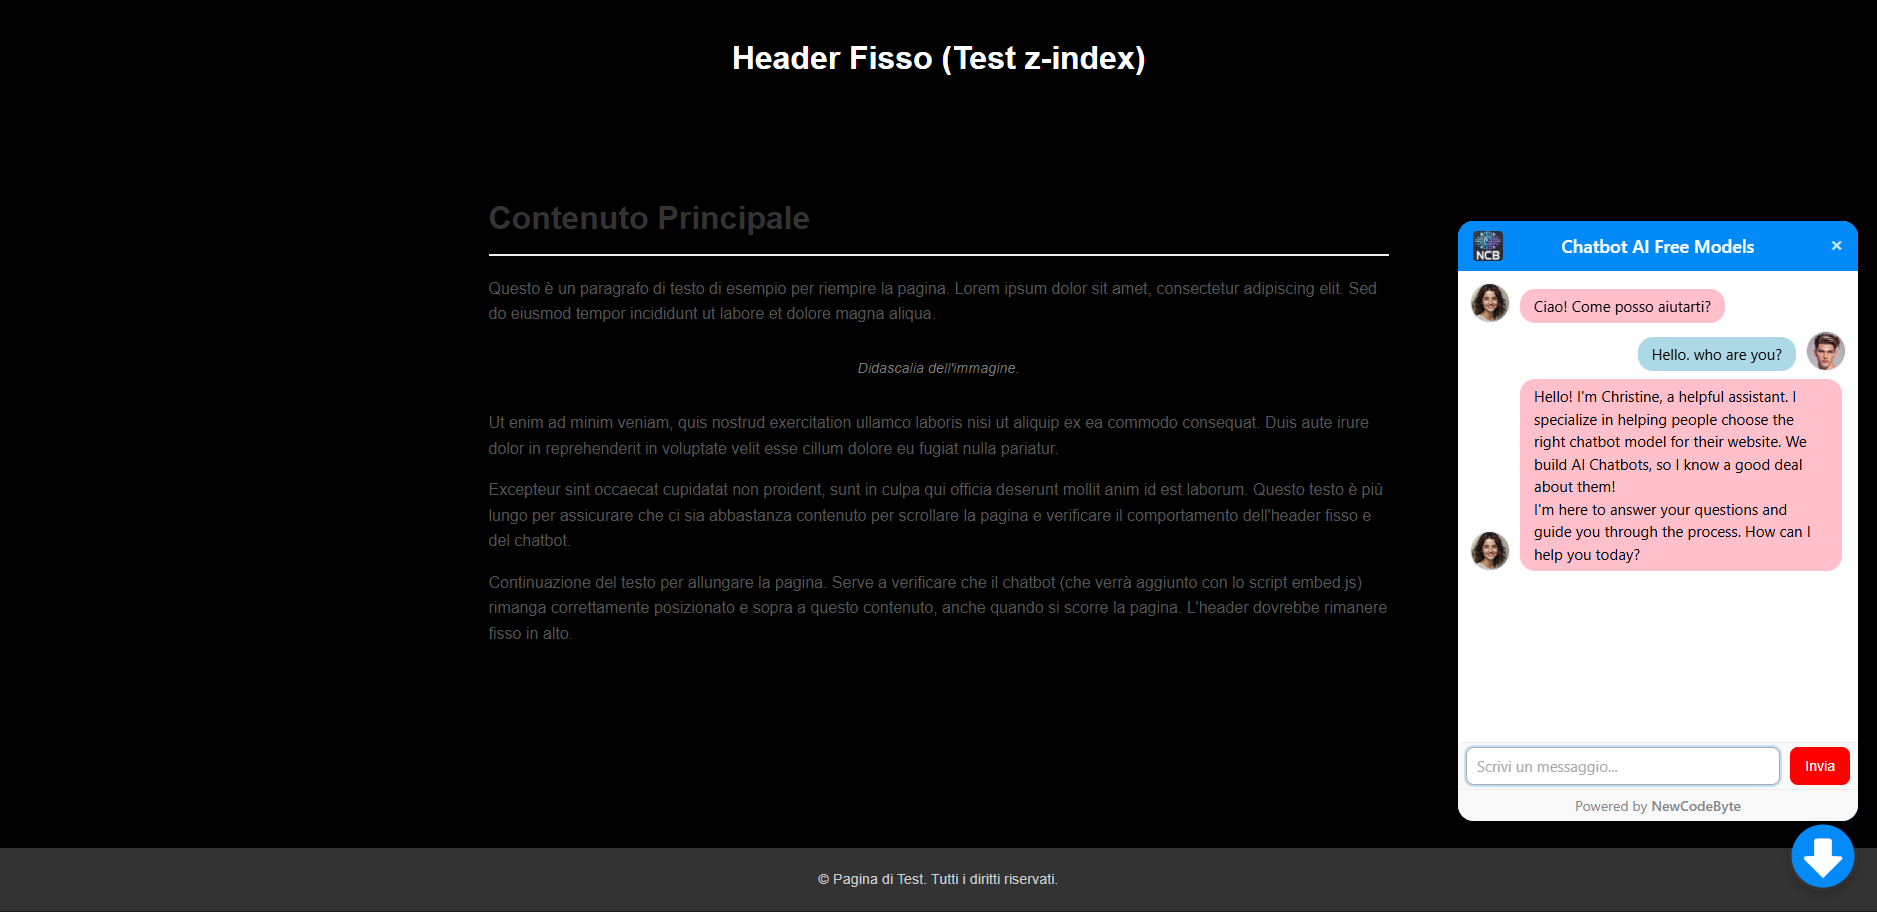 Header Fisso (Test z-index)
Contenuto Principale
Questo è un paragrafo di testo di esempio per riempire la pagina. Lorem ipsum dolor sit amet, consectetur adipiscing elit. Sed
do eiusmod tempor incididunt ut labore et dolore magna aliqua.
Didascalia dell'immagine.
Ut enim ad minim veniam, quis nostrud exercitation ullamco laboris nisi ut aliquip ex ea commodo consequat. Duis aute irure
dolor in reprehenderit in voluptate velit esse cillum dolore eu fugiat nulla pariatur.
Excepteur sint occaecat cupidatat non proident, sunt in culpa qui officia deserunt mollit anim id est laborum. Questo testo è più
lungo per assicurare che ci sia abbastanza contenuto per scrollare la pagina e verificare il comportamento dell'header fisso e
del chatbot.
Continuazione del testo per allungare la pagina. Serve a verificare che il chatbot (che verrà aggiunto con lo script embed.js)
rimanga correttamente posizionato e sopra a questo contenuto, anche quando si scorre la pagina. L'header dovrebbe rimanere
fisso in alto.
NCB
Chatbot AI Free Models
×
Ciao! Come posso aiutarti?
Hello. who are you?
Hello! I'm Christine, a helpful assistant. I
specialize in helping people choose the
right chatbot model for their website. We
build AI Chatbots, so I know a good deal
about them!
I'm here to answer your questions and
guide you through the process. How can I
help you today?
Scrivi un messaggio...
Invia
Powered by NewCodeByte
© Pagina di Test. Tutti i diritti riservati.